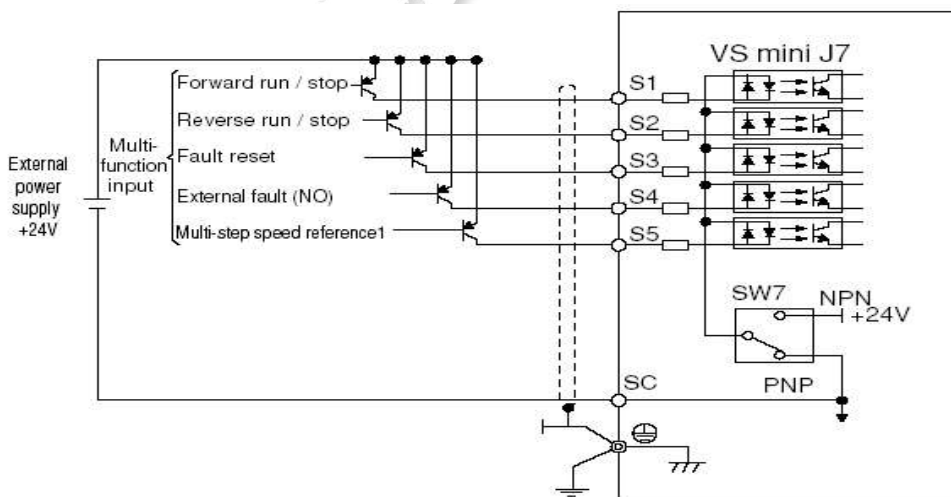 VS mini J7
Forward run / stop
S1
Reverse run / stop
S2
Multi-
function
input
Fault reset
S3
External
power
supply
+24V
External fault (NO)
S4
Multi-step speed reference1
S5
SW7
NPN
+24V
PNP
SC